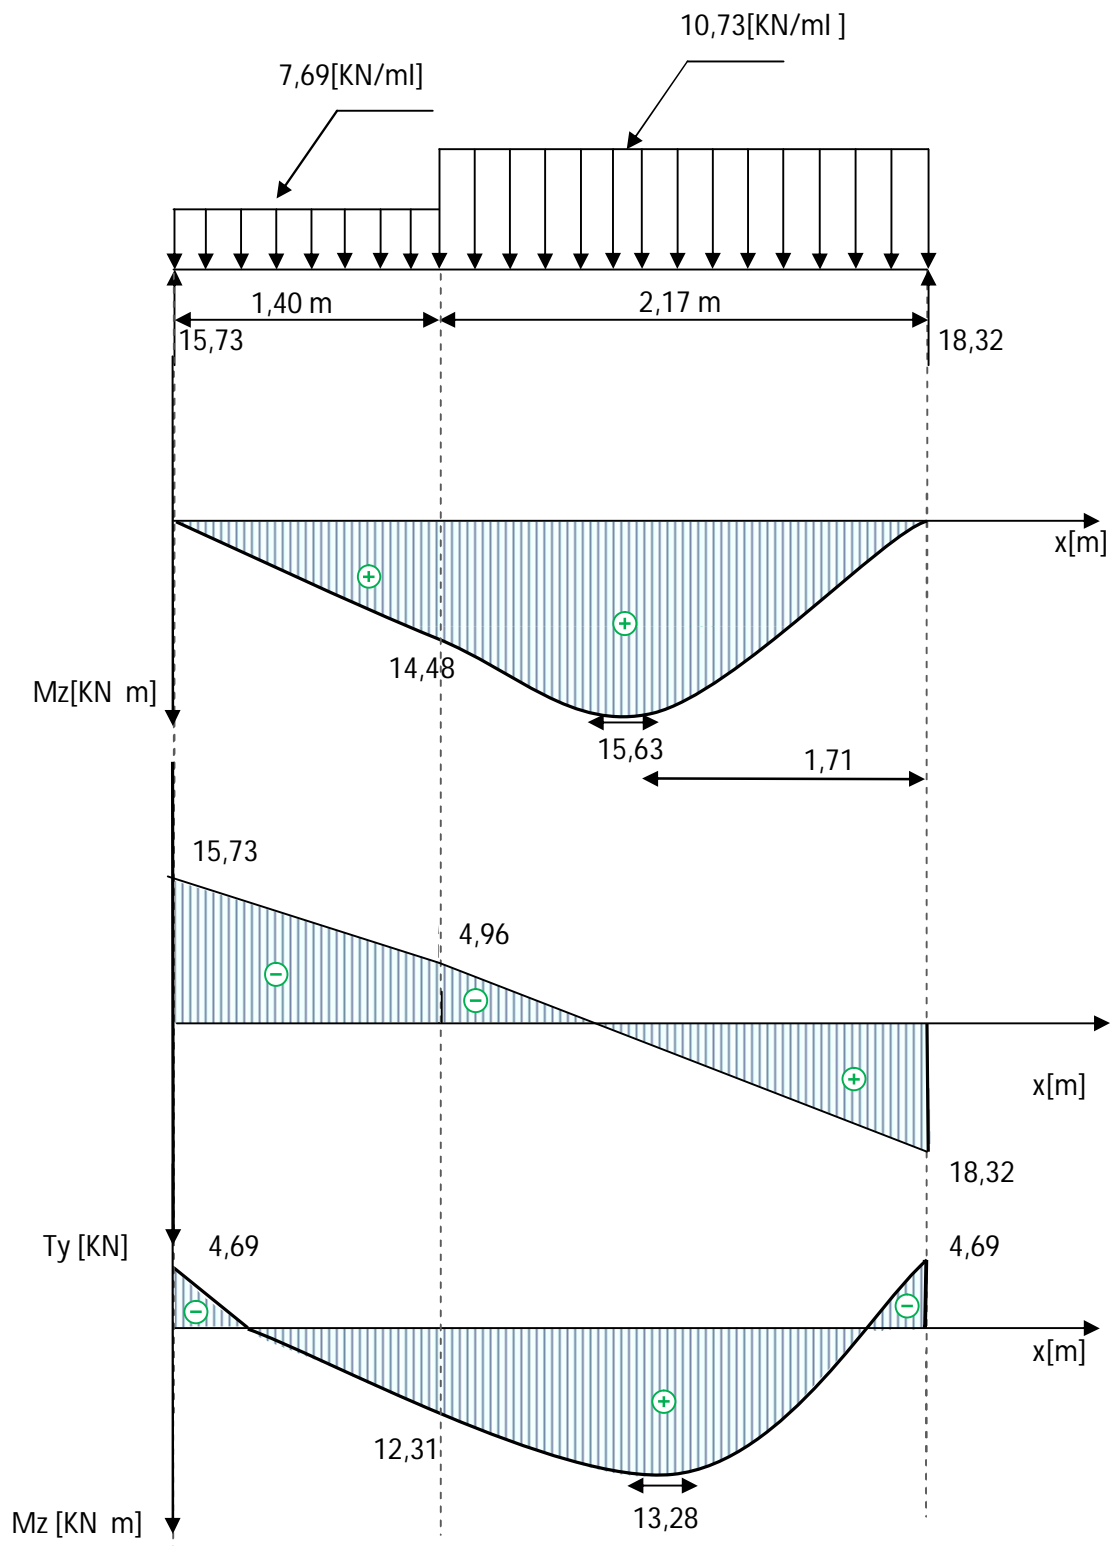 10,73[KN/ml ]
7,69[KN/ml]
1,40 m
2,17 m
15,73
18,32
x[m]
+
+
14,48
Mz[KN m]
15,63
1,71
15,73
4,96
−
−
+
x[m]
18,32
Ty [KN]
4,69
4,69
−
−
x[m]
+
12,31
13,28
Mz [KN m]